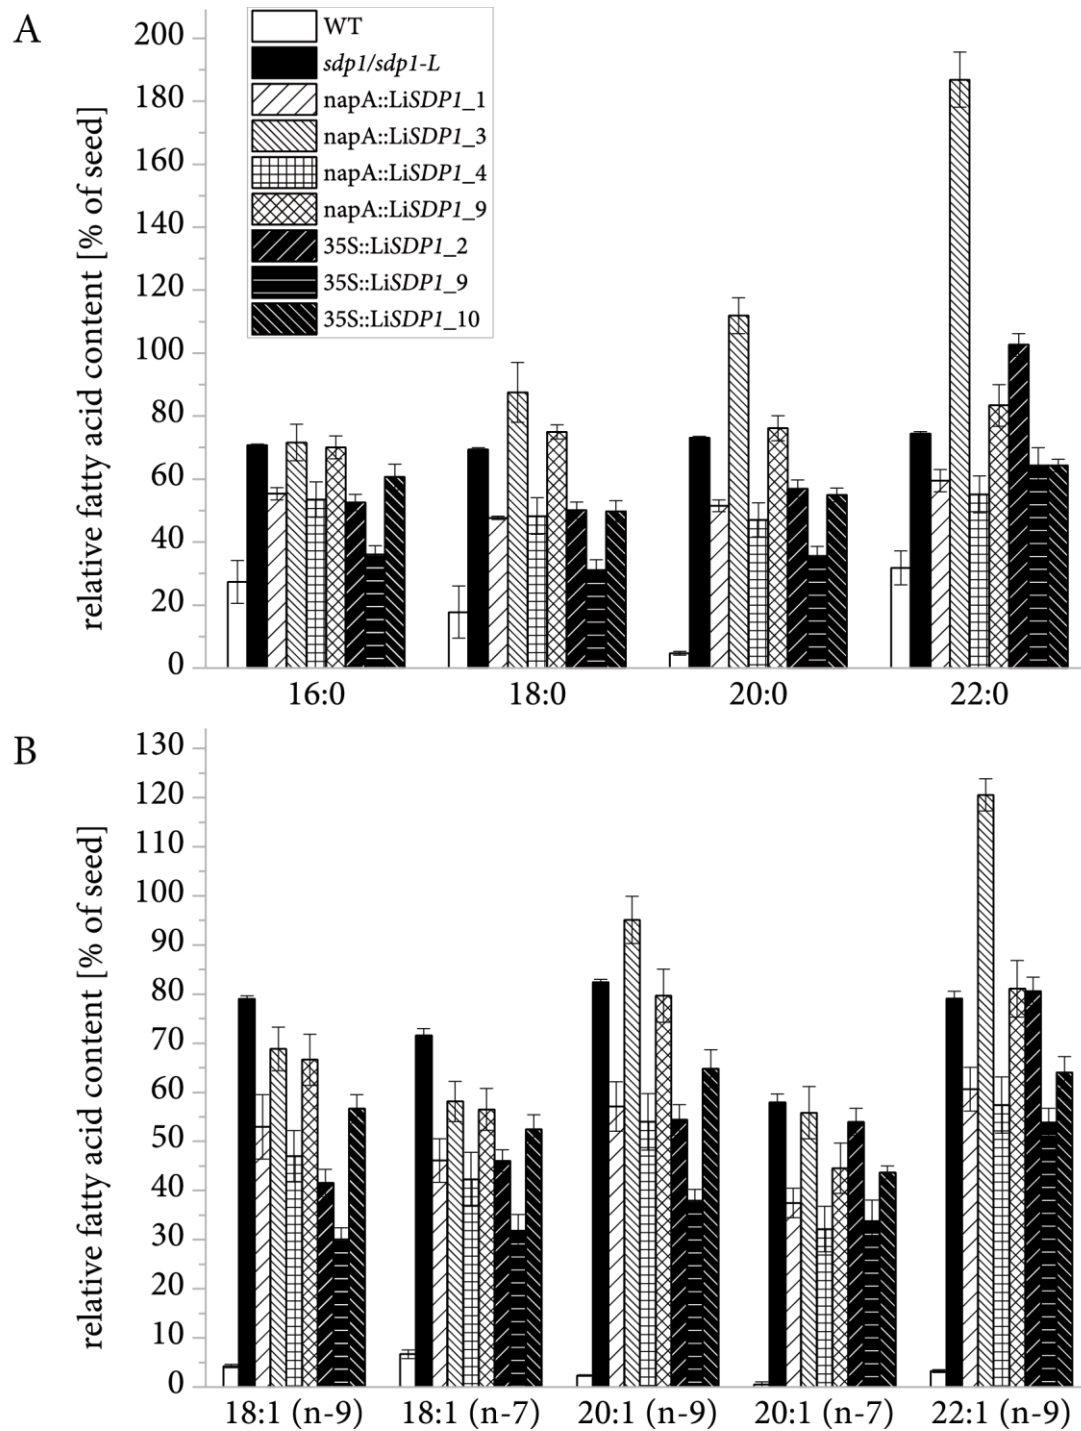 A
relative fatty acid content [% of seed]
200
180
160
140
120
100
80
60
40
20
0
WT
sdp1/sdp1-L
napA::LiSDP1_1
napA::LiSDP1_3
napA::LiSDP1_4
napA::LiSDP1_9
35S::LiSDP1_2
35S::LiSDP1_9
35S::LiSDP1_10
16:0 18:0 20:0 22:0
B
relative fatty acid content [% of seed]
130
120
110
100
90
80
70
60
50
40
30
20
10
0
18:1 (n-9) 18:1 (n-7) 20:1 (n-9) 20:1 (n-7) 22:1 (n-9)